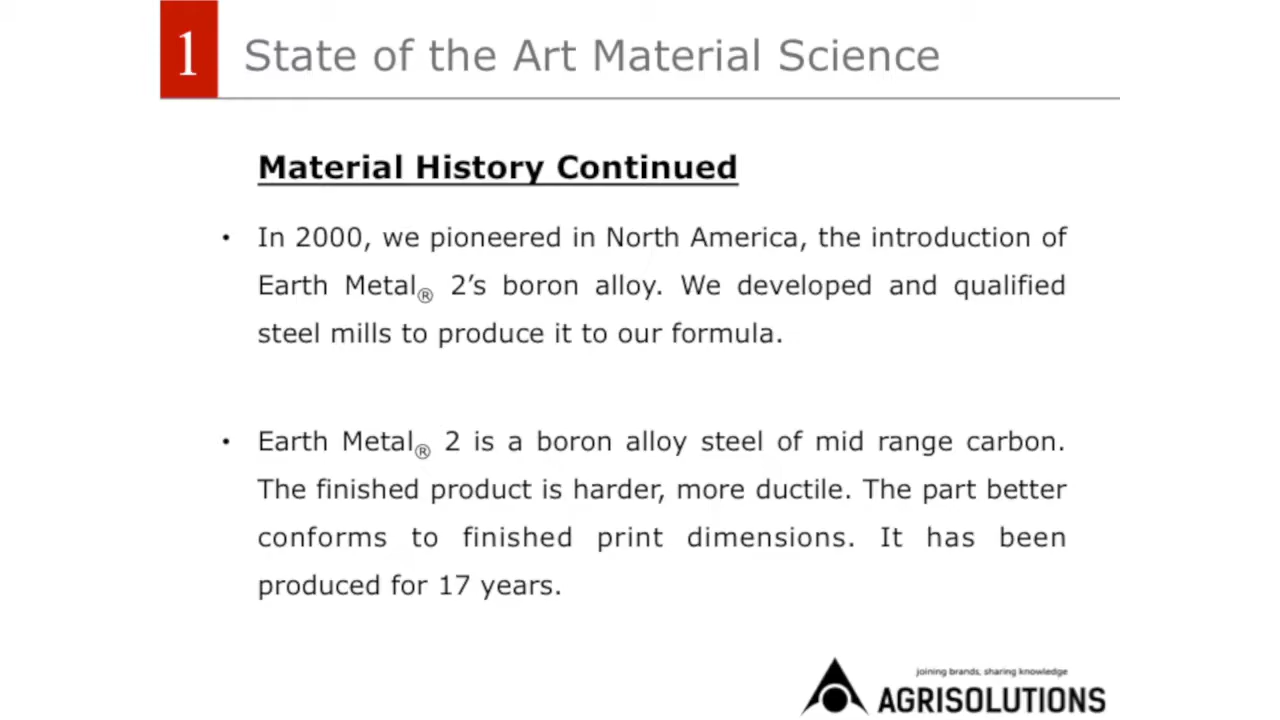 1 State of the Art Material Science
Material History Continued
• In 2000, we pioneered in North America, the introduction of
Earth Metal® 2’s boron alloy. We developed and qualified
steel mills to produce it to our formula.
• Earth Metal® 2 is a boron alloy steel of mid range carbon.
The finished product is harder, more ductile. The part better
conforms to finished print dimensions. It has been
produced for 17 years.
joining brands, sharing knowledge
AGRISOLUTIONS